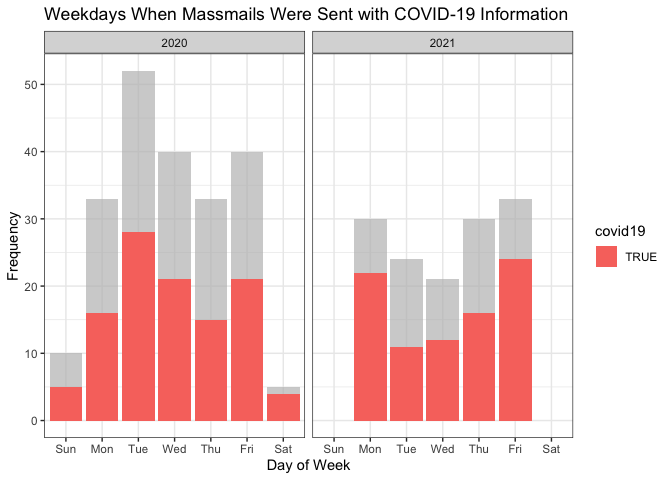 Weekdays When Massmails Were Sent with COVID-19 Information
2020
2021
50
40
30
20
10
0
Frequency
Sun Mon Tue Wed Thu Fri Sat
Sun Mon Tue Wed Thu Fri Sat
Day of Week
covid19
TRUE